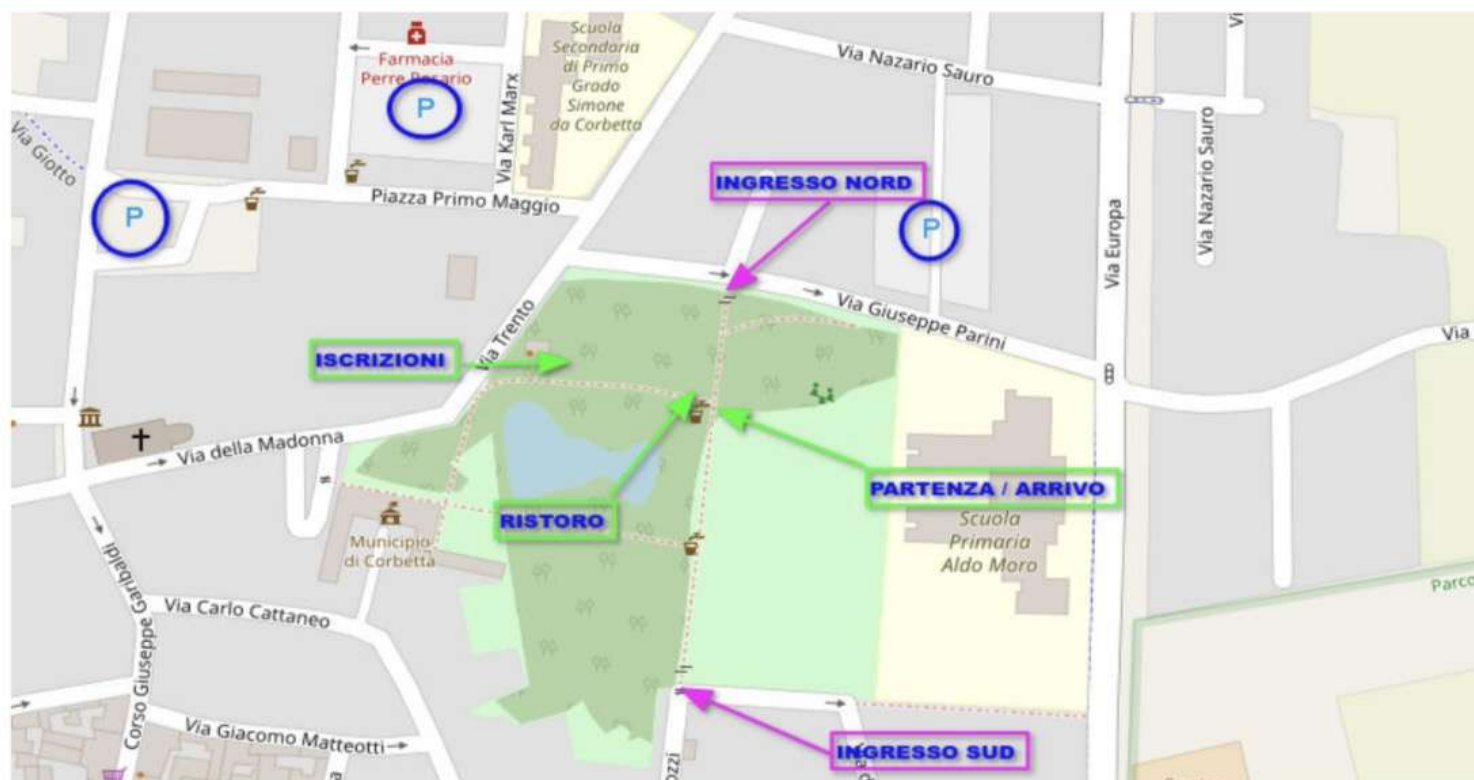 Scuola
Secondaria
di Primo
Grado
Simone
da Corbetta
Farmacia
Perre Rosario
P
Via Karl Marx
Via Nazario Sauro
Via Giotto
P
Piazza Primo Maggio
INGRESSO NORD
P
Via Europa
Via Nazario Sauro
Via Giuseppe Parini
Via Trento
ISCRIZIONI
Via
Via della Madonna
PARTENZA / ARRIVO
RISTORO
Scuola
Primaria
Aldo Moro
Municipio
di Corbetta
Corso Giuseppe Garibaldi
Via Carlo Cattaneo
Parco
Via Giacomo Matteotti
INGRESSO SUD